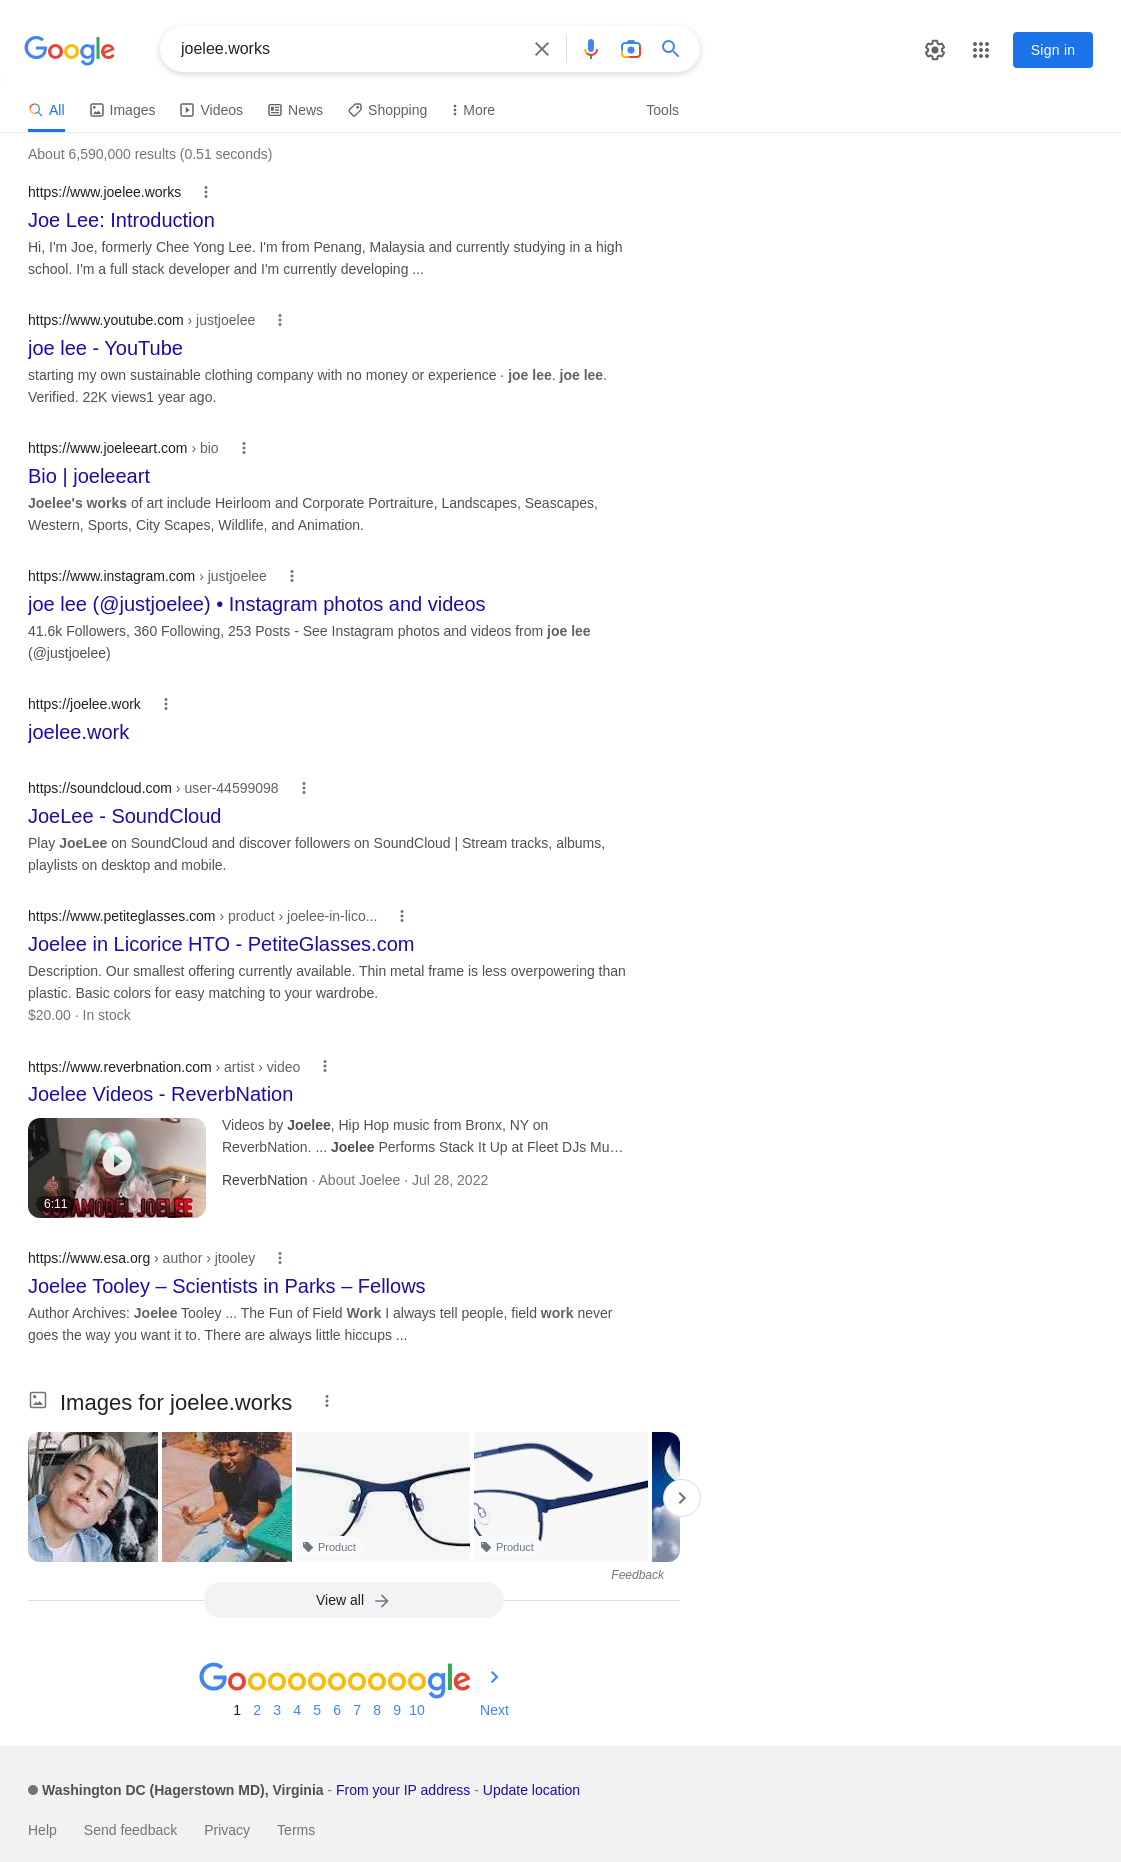 Google
joelee.works
Sign in
All Images Videos News Shopping More Tools
About 6,590,000 results (0.51 seconds)
https://www.joelee.works
Joe Lee: Introduction
Hi, I'm Joe, formerly Chee Yong Lee. I'm from Penang, Malaysia and currently studying in a high
school. I'm a full stack developer and I'm currently developing ...
https://www.youtube.com › justjoelee
joe lee - YouTube
starting my own sustainable clothing company with no money or experience · joe lee. joe lee.
Verified. 22K views1 year ago.
https://www.joeleeart.com › bio
Bio | joeleeart
Joelee's works of art include Heirloom and Corporate Portraiture, Landscapes, Seascapes,
Western, Sports, City Scapes, Wildlife, and Animation.
https://www.instagram.com › justjoelee
joe lee (@justjoelee) • Instagram photos and videos
41.6k Followers, 360 Following, 253 Posts - See Instagram photos and videos from joe lee
(@justjoelee)
https://joelee.work
joelee.work
https://soundcloud.com › user-44599098
JoeLee - SoundCloud
Play JoeLee on SoundCloud and discover followers on SoundCloud | Stream tracks, albums,
playlists on desktop and mobile.
https://www.petiteglasses.com › product › joelee-in-lico...
Joelee in Licorice HTO - PetiteGlasses.com
Description. Our smallest offering currently available. Thin metal frame is less overpowering than
plastic. Basic colors for easy matching to your wardrobe.
$20.00 · In stock
https://www.reverbnation.com › artist › video
Joelee Videos - ReverbNation
Videos by Joelee, Hip Hop music from Bronx, NY on
ReverbNation. ... Joelee Performs Stack It Up at Fleet DJs Mu…
ReverbNation · About Joelee · Jul 28, 2022
6:11
JOELEE
https://www.esa.org › author › jtooley
Joelee Tooley – Scientists in Parks – Fellows
Author Archives: Joelee Tooley ... The Fun of Field Work I always tell people, field work never
goes the way you want it to. There are always little hiccups ...
Images for joelee.works
Product
Product
Feedback
View all
Goooooooooogle
1 2 3 4 5 6 7 8 9 10 Next
Washington DC (Hagerstown MD), Virginia - From your IP address - Update location
Help Send feedback Privacy Terms